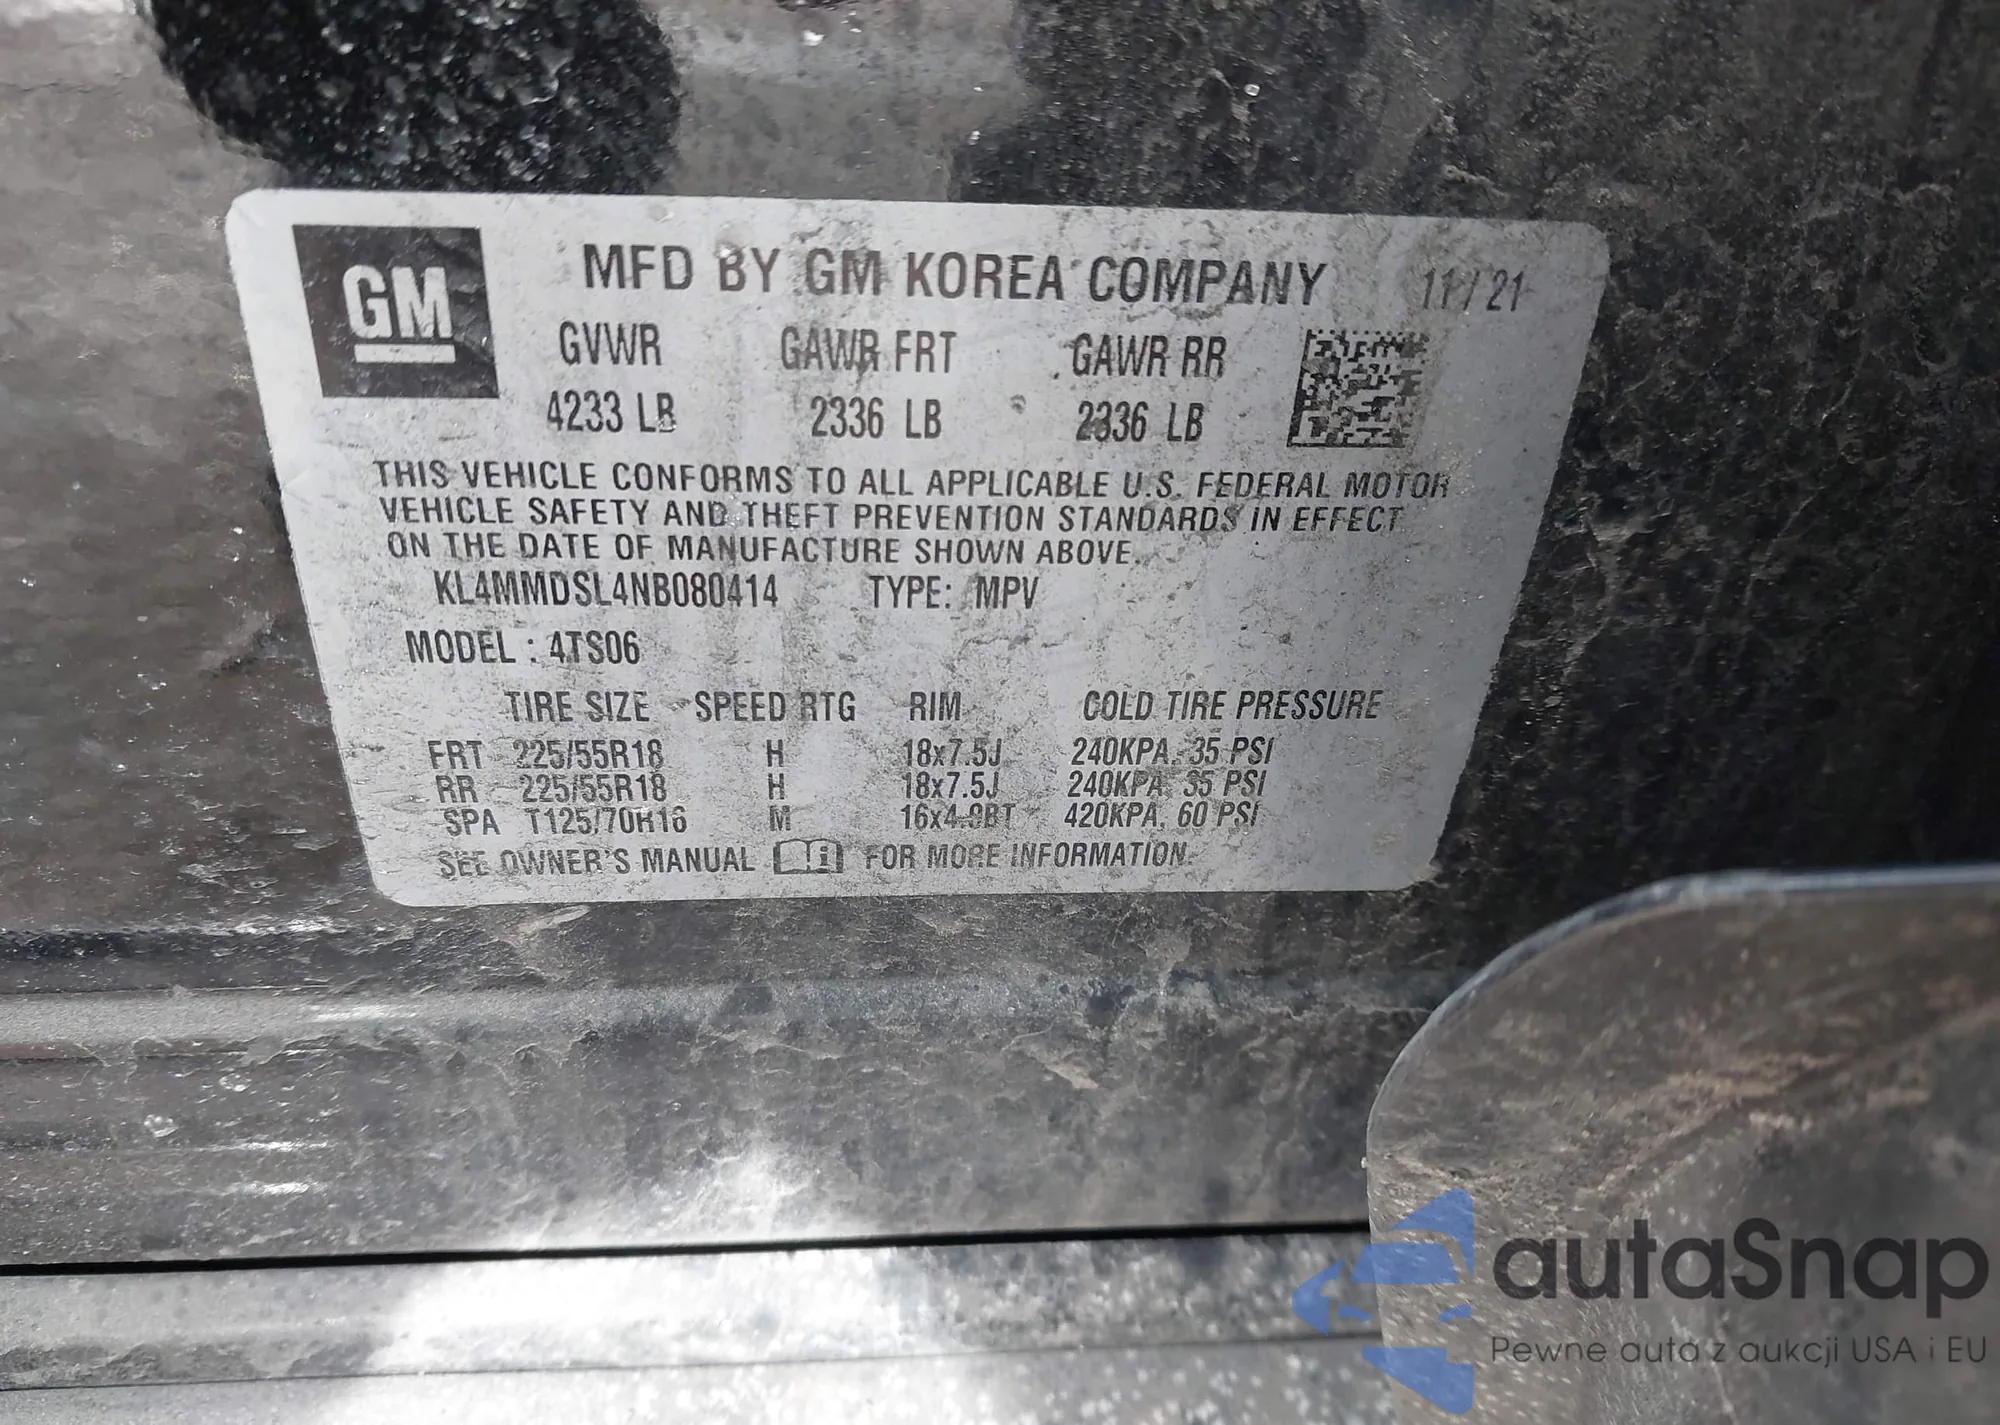 GM
MFD BY GM KOREA COMPANY 11/21
GVWR GAWR FRT GAWR RR
4233 LB 2336 LB 2336 LB
THIS VEHICLE CONFORMS TO ALL APPLICABLE U.S. FEDERAL MOTOR
VEHICLE SAFETY AND THEFT PREVENTION STANDARDS IN EFFECT
ON THE DATE OF MANUFACTURE SHOWN ABOVE.
KL4MMDSL4NB080414 TYPE: MPV
MODEL : 4TS06
TIRE SIZE SPEED RTG RIM COLD TIRE PRESSURE
FRT 225/55R18 H 18x7.5J 240KPA, 35 PSI
RR 225/55R18 H 18x7.5J 240KPA, 35 PSI
SPA T125/70R16 M 16x4.0BT 420KPA, 60 PSI
SEE OWNER'S MANUAL FOR MORE INFORMATION.
autaSnap
Pewne auta z aukcji USA i EU